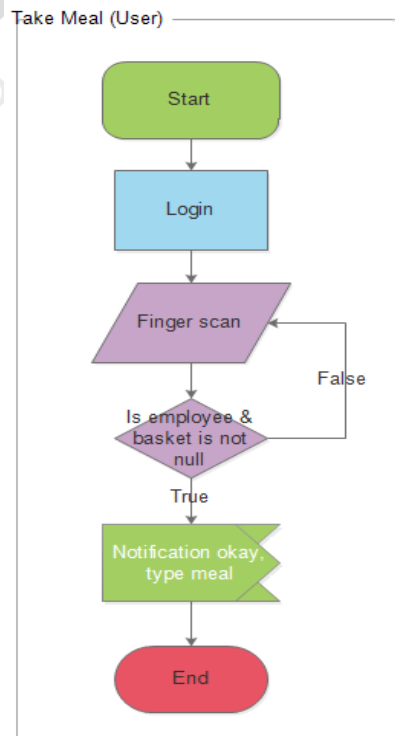 Take Meal (User)
Start
Login
Finger scan
False
Is employee &
basket is not
null
True
Notification okay,
type meal
End